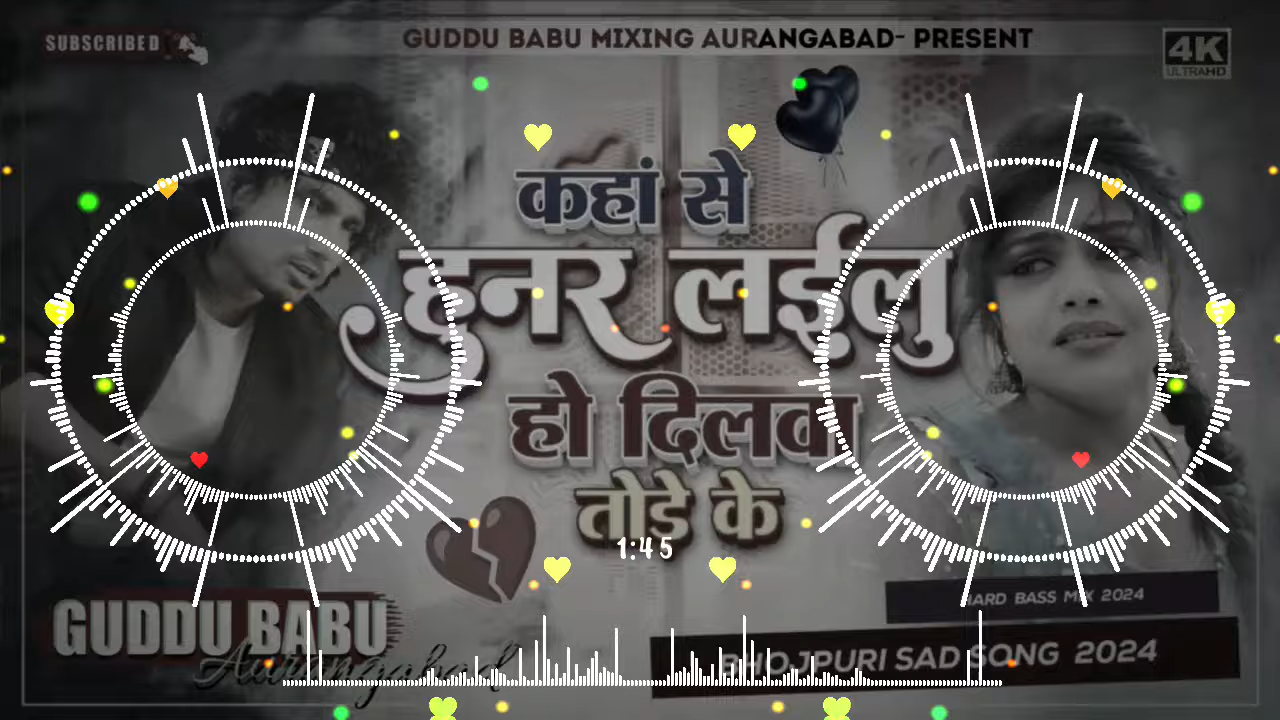 SUBSCRIBED
GUDDU BABU MIXING AURANGABAD- PRESENT
4K
ULTRAHD
कहां से
हुनर लईलु
हो दिलवा
तोडे के
1:45
HARD BASS MIX 2024
GUDDU BABU
Aurangabad
BHOJPURI SAD SONG 2024